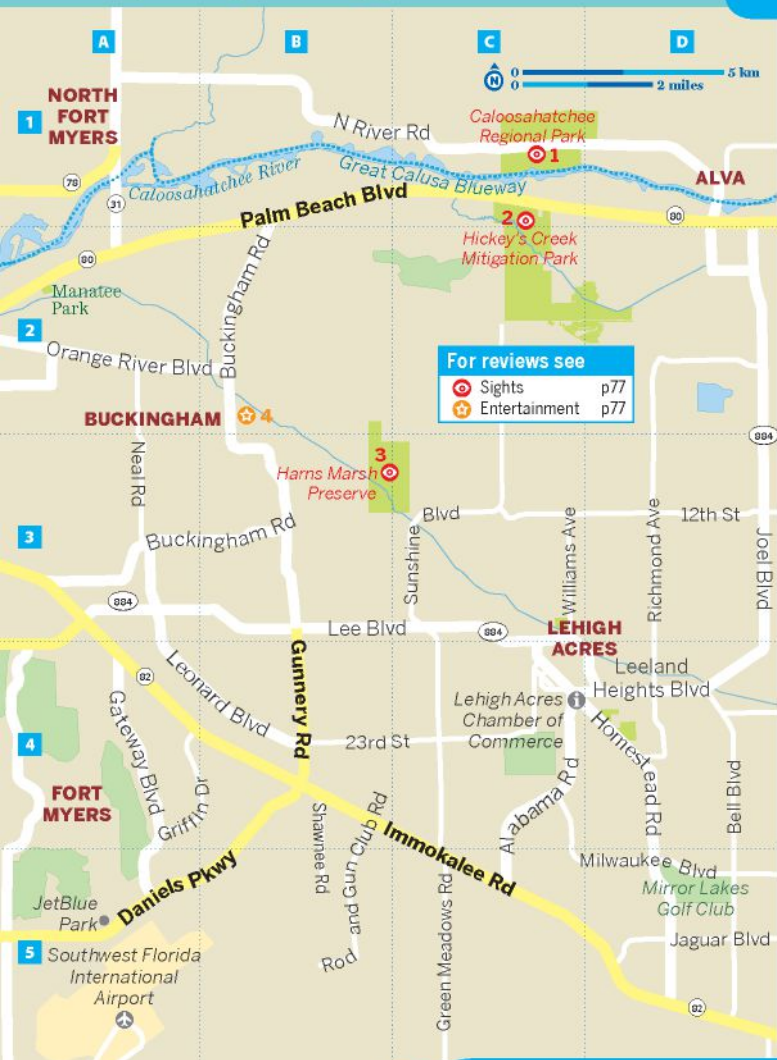 A
B
C
D
0
5 km
0
2 miles
N
1
NORTH
FORT
MYERS
N River Rd
Caloosahatchee
Regional Park
1
78
31
Caloosahatchee River
Great Calusa Blueway
ALVA
Palm Beach Blvd
80
80
2
Hickey's Creek
Mitigation Park
Manatee
Park
Buckingham Rd
2
Orange River Blvd
For reviews see
Sights p77
Entertainment p77
BUCKINGHAM
4
884
Neal Rd
3
Harns Marsh
Preserve
3
Buckingham Rd
Sunshine
Blvd
Williams Ave
Richmond Ave
12th St
Joel Blvd
884
Lee Blvd
884
LEHIGH
ACRES
82
Leonard Blvd
Gunnery Rd
Leeland
Heights Blvd
Lehigh Acres
Chamber of
Commerce
4
Gateway Blvd
23rd St
Homestead Rd
FORT
MYERS
Griffin Dr
Shawnee Rd
Rod and Gun Club Rd
Immokalee Rd
Alabama Rd
Bell Blvd
Daniels Pkwy
Milwaukee Blvd
Mirror Lakes
Golf Club
JetBlue
Park
Green Meadows Rd
Jaguar Blvd
5
Southwest Florida
International
Airport
82